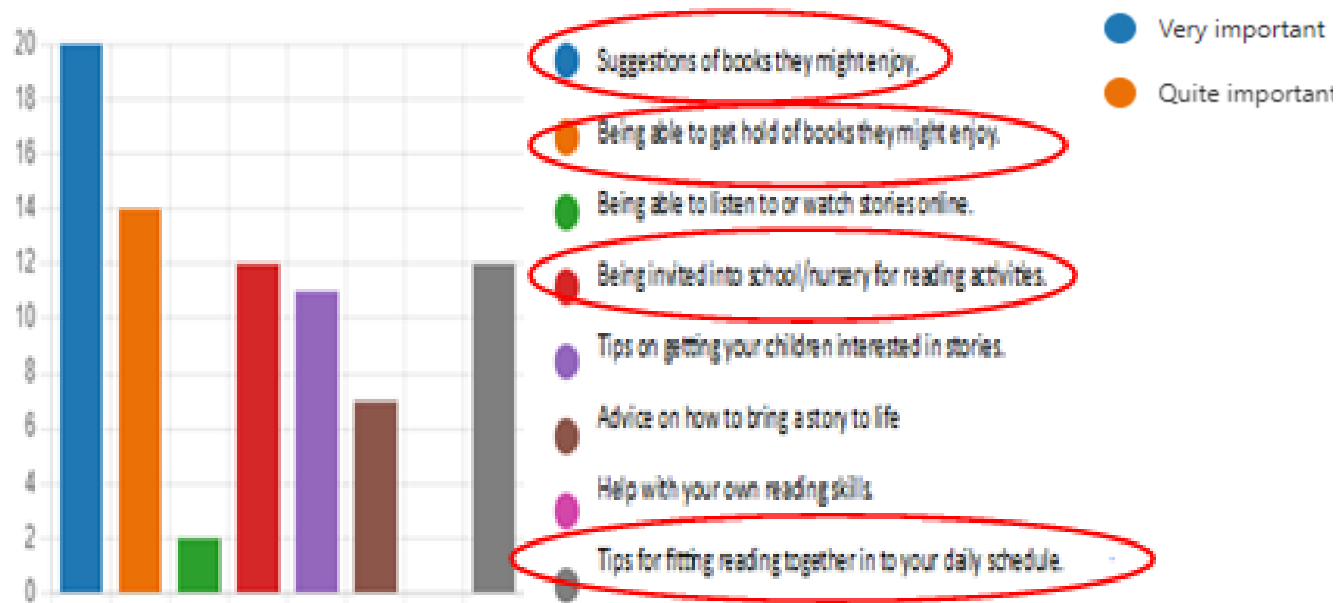 20
18
16
14
12
10
8
6
4
2
0
Suggestions of books they might enjoy.
Being able to get hold of books they might enjoy.
Being able to listen to or watch stories online.
Being invited into school/nursery for reading activities.
Tips on getting your children interested in stories.
Advice on how to bring a story to life
Help with your own reading skills.
Tips for fitting reading together in to your daily schedule.
Very important
Quite important